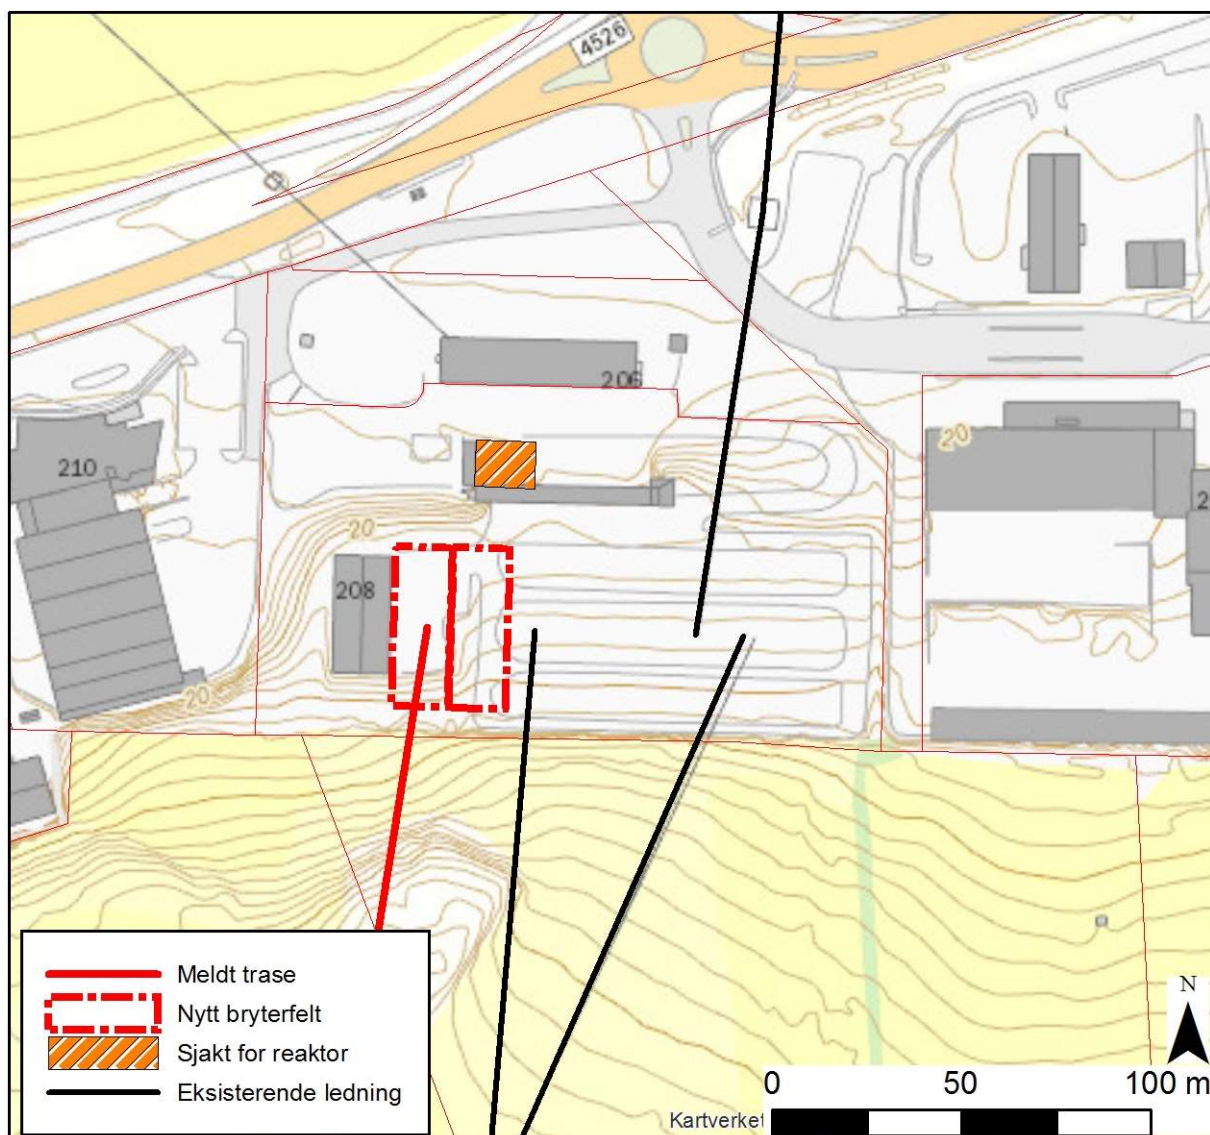 4526
206
20
210
20
208
20
2
Meldt trase
Nytt bryterfelt
Sjakt for reaktor
Eksisterende ledning
N
0 50 100 m
Kartverket